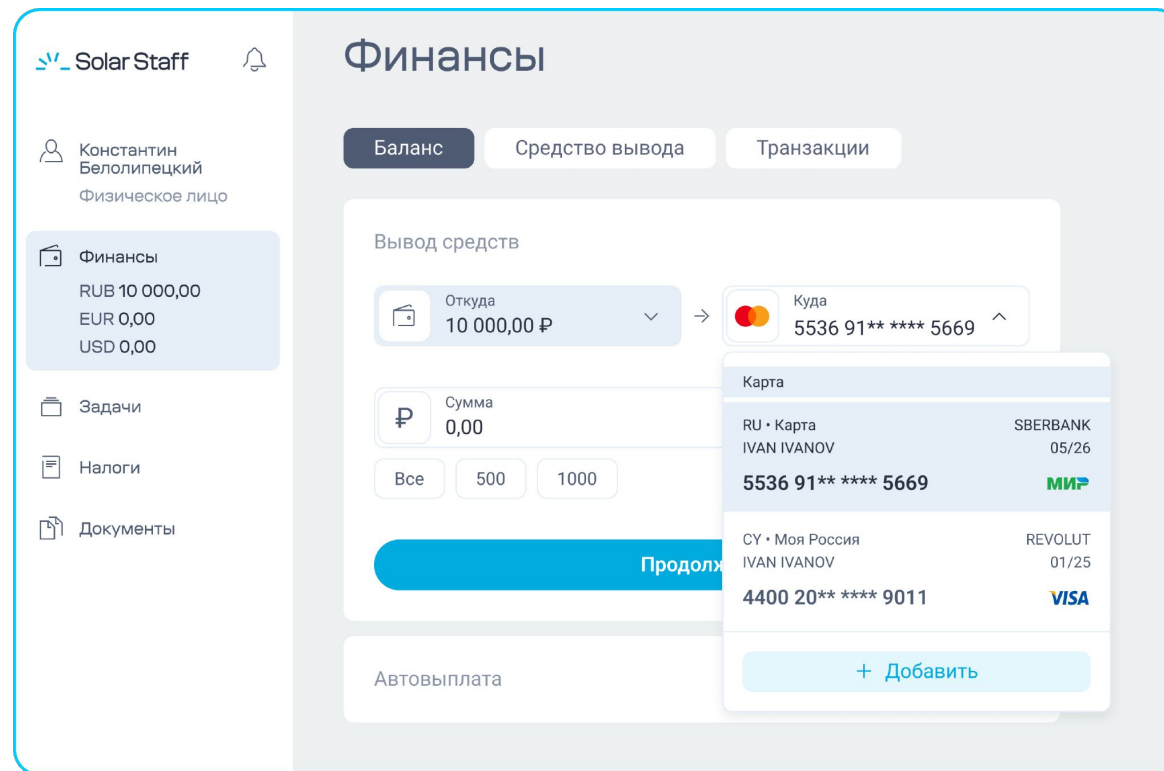 Solar Staff
Константин
Белолипецкий
Физическое лицо
Финансы
RUB 10 000,00
EUR 0,00
USD 0,00
Задачи
Налоги
Документы
Финансы
Баланс
Средство вывода
Транзакции
Вывод средств
Откуда
10 000,00 ₽
→
Куда
5536 91** **** 5669
₽
Сумма
0,00
Все
500
1000
Продолж
Карта
RU • Карта SBERBANK
IVAN IVANOV 05/26
5536 91** **** 5669 МИР
CY • Моя Россия REVOLUT
IVAN IVANOV 01/25
4400 20** **** 9011 VISA
+ Добавить
Автовыплата